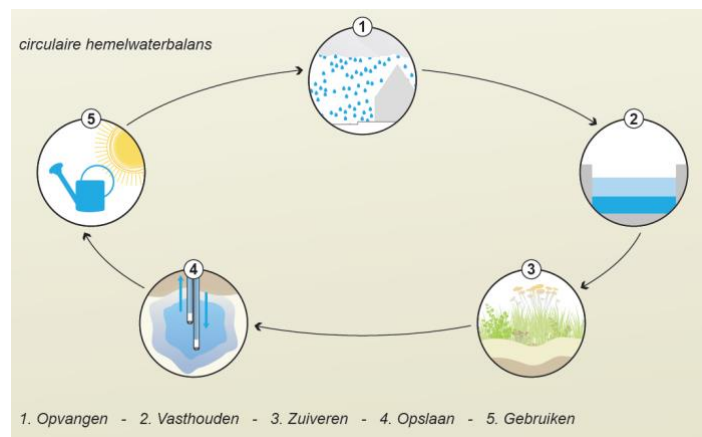 circulaire hemelwaterbalans
1
2
3
4
5
1. Opvangen - 2. Vasthouden - 3. Zuiveren - 4. Opslaan - 5. Gebruiken